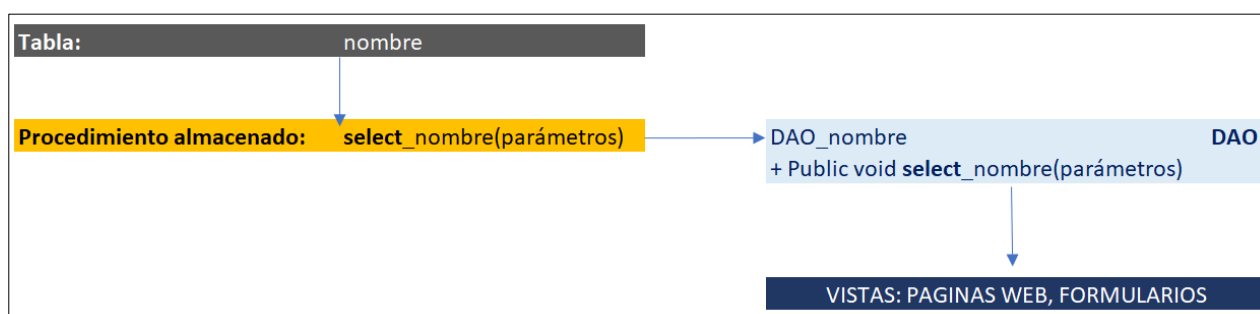 Tabla: nombre
Procedimiento almacenado: select_nombre(parámetros)
DAO_nombre DAO
+ Public void select_nombre(parámetros)
VISTAS: PAGINAS WEB, FORMULARIOS